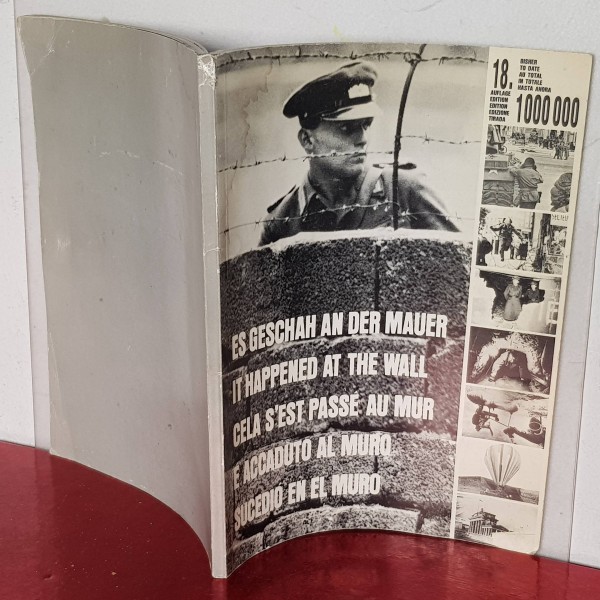 18.
AUFLAGE
EDITION
EDITION
EDIZIONE
TIRADA
BISHER
TO DATE
AU TOTAL
IN TOTALE
HASTA AHORA
1000 000
ES GESCHAH AN DER MAUER
IT HAPPENED AT THE WALL
CELA S'EST PASSÉ AU MUR
E ACCADUTO AL MURO
SUCEDIO EN EL MURO